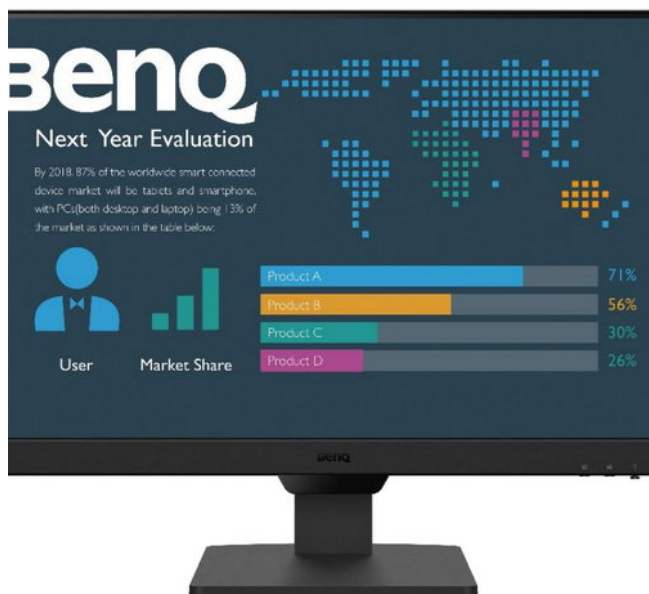 BenQ
Next Year Evaluation
By 2018, 87% of the worldwide smart connected
device market will be tablets and smartphone,
with PCs(both desktop and laptop) being 13% of
the market as shown in the table below:
User
Market Share
Product A 71%
Product B 56%
Product C 30%
Product D 26%
BenQ